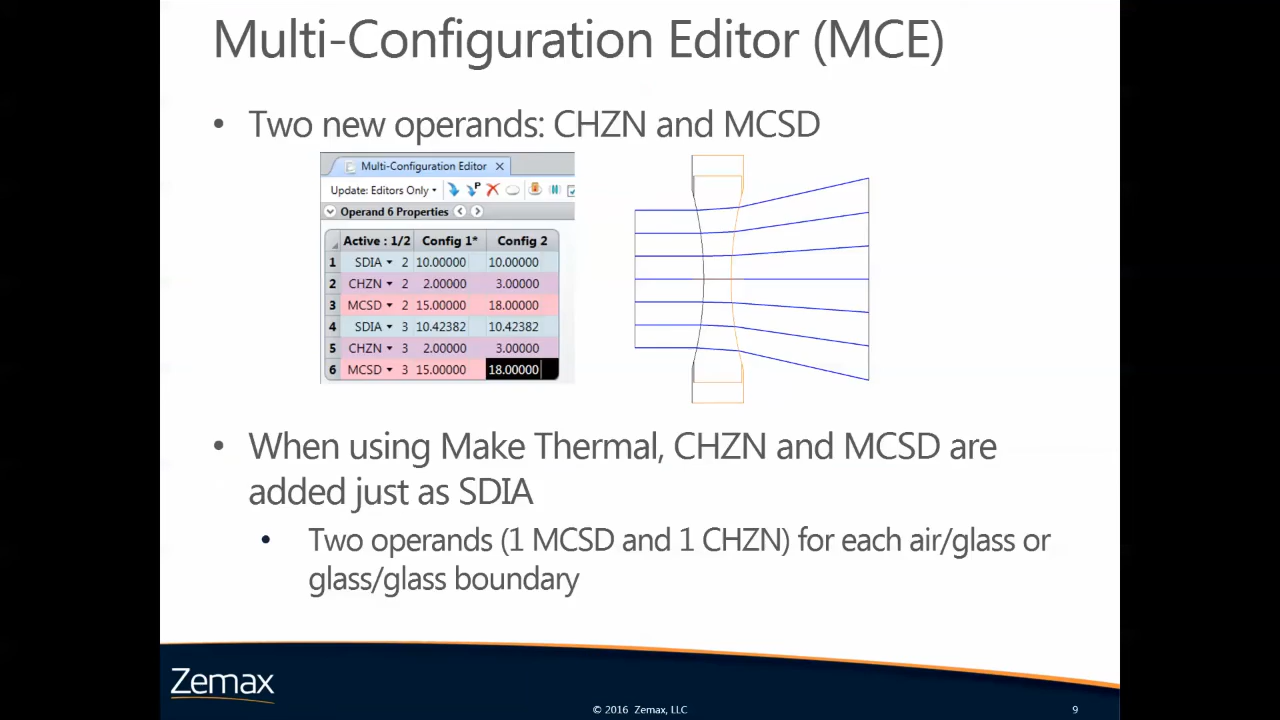 Multi-Configuration Editor (MCE)
• Two new operands: CHZN and MCSD
Multi-Configuration Editor
Update: Editors Only
Operand 6 Properties
Active : 1/2 Config 1* Config 2
1 SDIA 2 10.00000 10.00000
2 CHZN 2 2.00000 3.00000
3 MCSD 2 15.00000 18.00000
4 SDIA 3 10.42382 10.42382
5 CHZN 3 2.00000 3.00000
6 MCSD 3 15.00000 18.00000
• When using Make Thermal, CHZN and MCSD are
added just as SDIA
• Two operands (1 MCSD and 1 CHZN) for each air/glass or
glass/glass boundary
Zemax
© 2016 Zemax, LLC
9